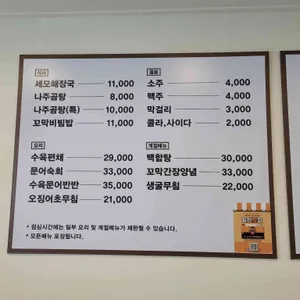 식사
세모해장국 11,000
나주곰탕 8,000
나주곰탕(특) 10,000
꼬막비빔밥 11,000
음료
소주 4,000
맥주 4,000
막걸리 3,000
콜라,사이다 2,000
요리
수육편채 29,000
문어숙회 33,000
수육문어반반 35,000
오징어초무침 21,000
계절메뉴
백합탕 30,000
꼬막간장양념 33,000
생굴무침 22,000
* 점심시간에는 일부 요리 및 계절메뉴가 제한될 수 있습니다.
* 모든메뉴 포장됩니다.